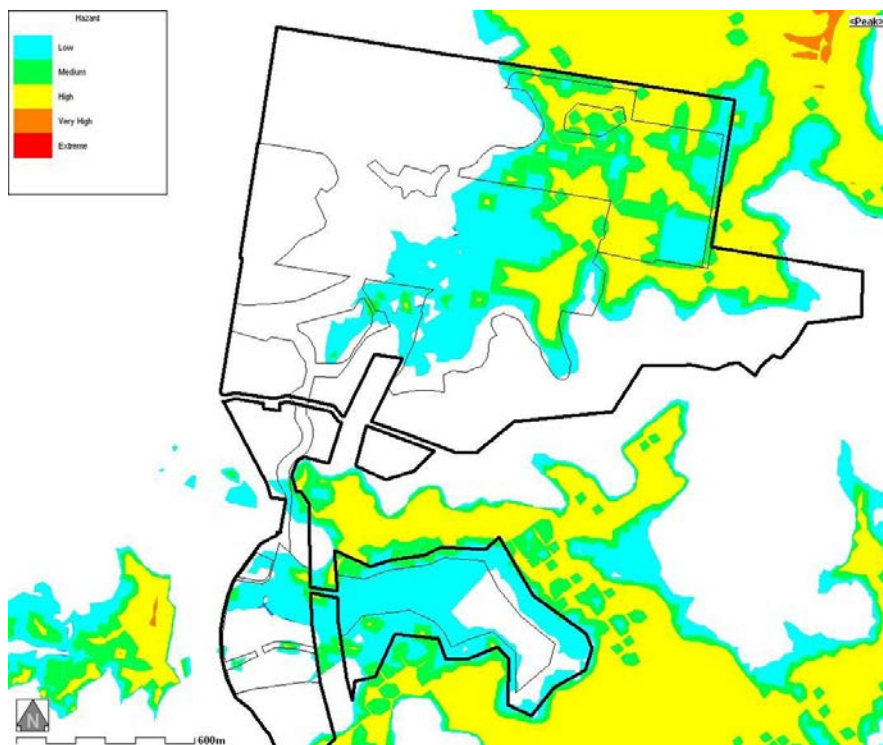 Hazard
Low
Medium
High
Very High
Extreme
<Peak>
N
600m